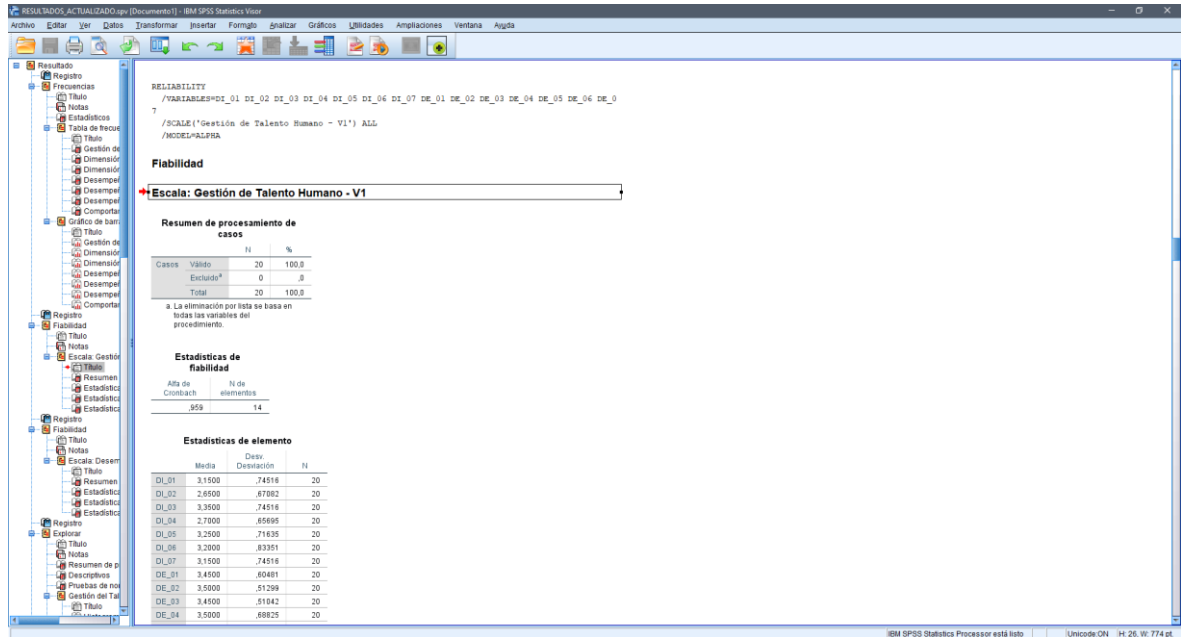 RESULTADOS_ACTUALIZADO.spv [Documento1] - IBM SPSS Statistics Visor
Archivo Editar Ver Datos Transformar Insertar Formato Analizar Gráficos Utilidades Ampliaciones Ventana Ayuda
Resultado
Registro
Frecuencias
Título
Notas
Estadísticos
Tabla de frecue
Título
Gestión de
Dimensión
Dimensión
Desempeñ
Desempeñ
Desempeñ
Comportar
Gráfico de barr
Título
Gestión de
Dimensión
Dimensión
Desempeñ
Desempeñ
Desempeñ
Comportar
Registro
Fiabilidad
Título
Notas
Escala: Gestión
Título
Resumen
Estadística
Estadística
Estadística
Registro
Fiabilidad
Título
Notas
Escala: Desem
Título
Resumen
Estadística
Estadística
Estadística
Registro
Explorar
Título
Notas
Resumen de p
Descriptivos
Pruebas de nor
Gestión del Tal
Título
RELIABILITY
/VARIABLES=DI_01 DI_02 DI_03 DI_04 DI_05 DI_06 DI_07 DE_01 DE_02 DE_03 DE_04 DE_05 DE_06 DE_0
7
/SCALE('Gestión de Talento Humano - V1') ALL
/MODEL=ALPHA
Fiabilidad
Escala: Gestión de Talento Humano - V1
Resumen de procesamiento de
casos
N %
Casos Válido 20 100,0
Excluido a 0 ,0
Total 20 100,0
a. La eliminación por lista se basa en
todas las variables del
procedimiento.
Estadísticas de
fiabilidad
Alfa de N de
Cronbach elementos
,959 14
Estadísticas de elemento
Desv.
Media Desviación N
DI_01 3,1500 ,74516 20
DI_02 2,6500 ,67082 20
DI_03 3,3500 ,74516 20
DI_04 2,7000 ,65695 20
DI_05 3,2500 ,71635 20
DI_06 3,2000 ,83351 20
DI_07 3,1500 ,74516 20
DE_01 3,4500 ,60481 20
DE_02 3,5000 ,51299 20
DE_03 3,4500 ,51042 20
DE_04 3,5000 ,68825 20
IBM SPSS Statistics Processor está listo Unicode:ON H: 26, W: 774 pt.